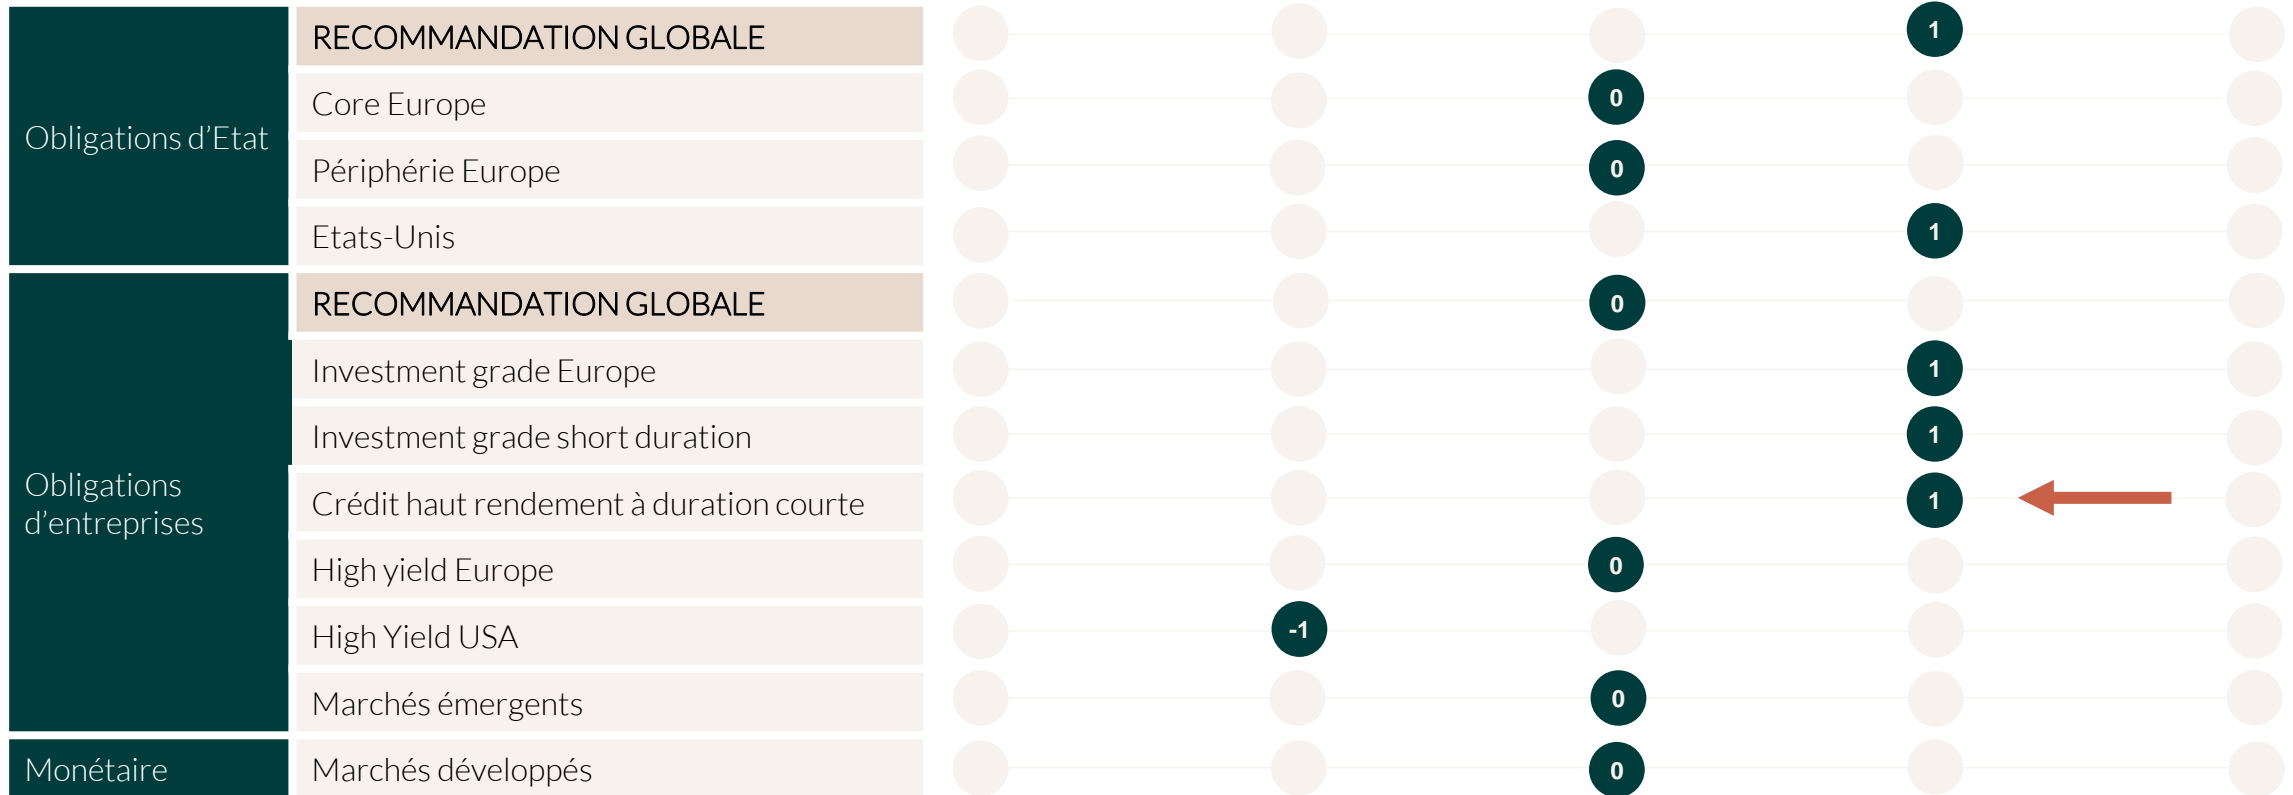 RECOMMANDATION GLOBALE 1
Core Europe 0
Obligations d’Etat
Périphérie Europe 0
Etats-Unis 1
RECOMMANDATION GLOBALE 0
Investment grade Europe 1
Investment grade short duration 1
Obligations
d’entreprises
Crédit haut rendement à duration courte 1
High yield Europe 0
High Yield USA -1
Marchés émergents 0
Monétaire Marchés développés 0